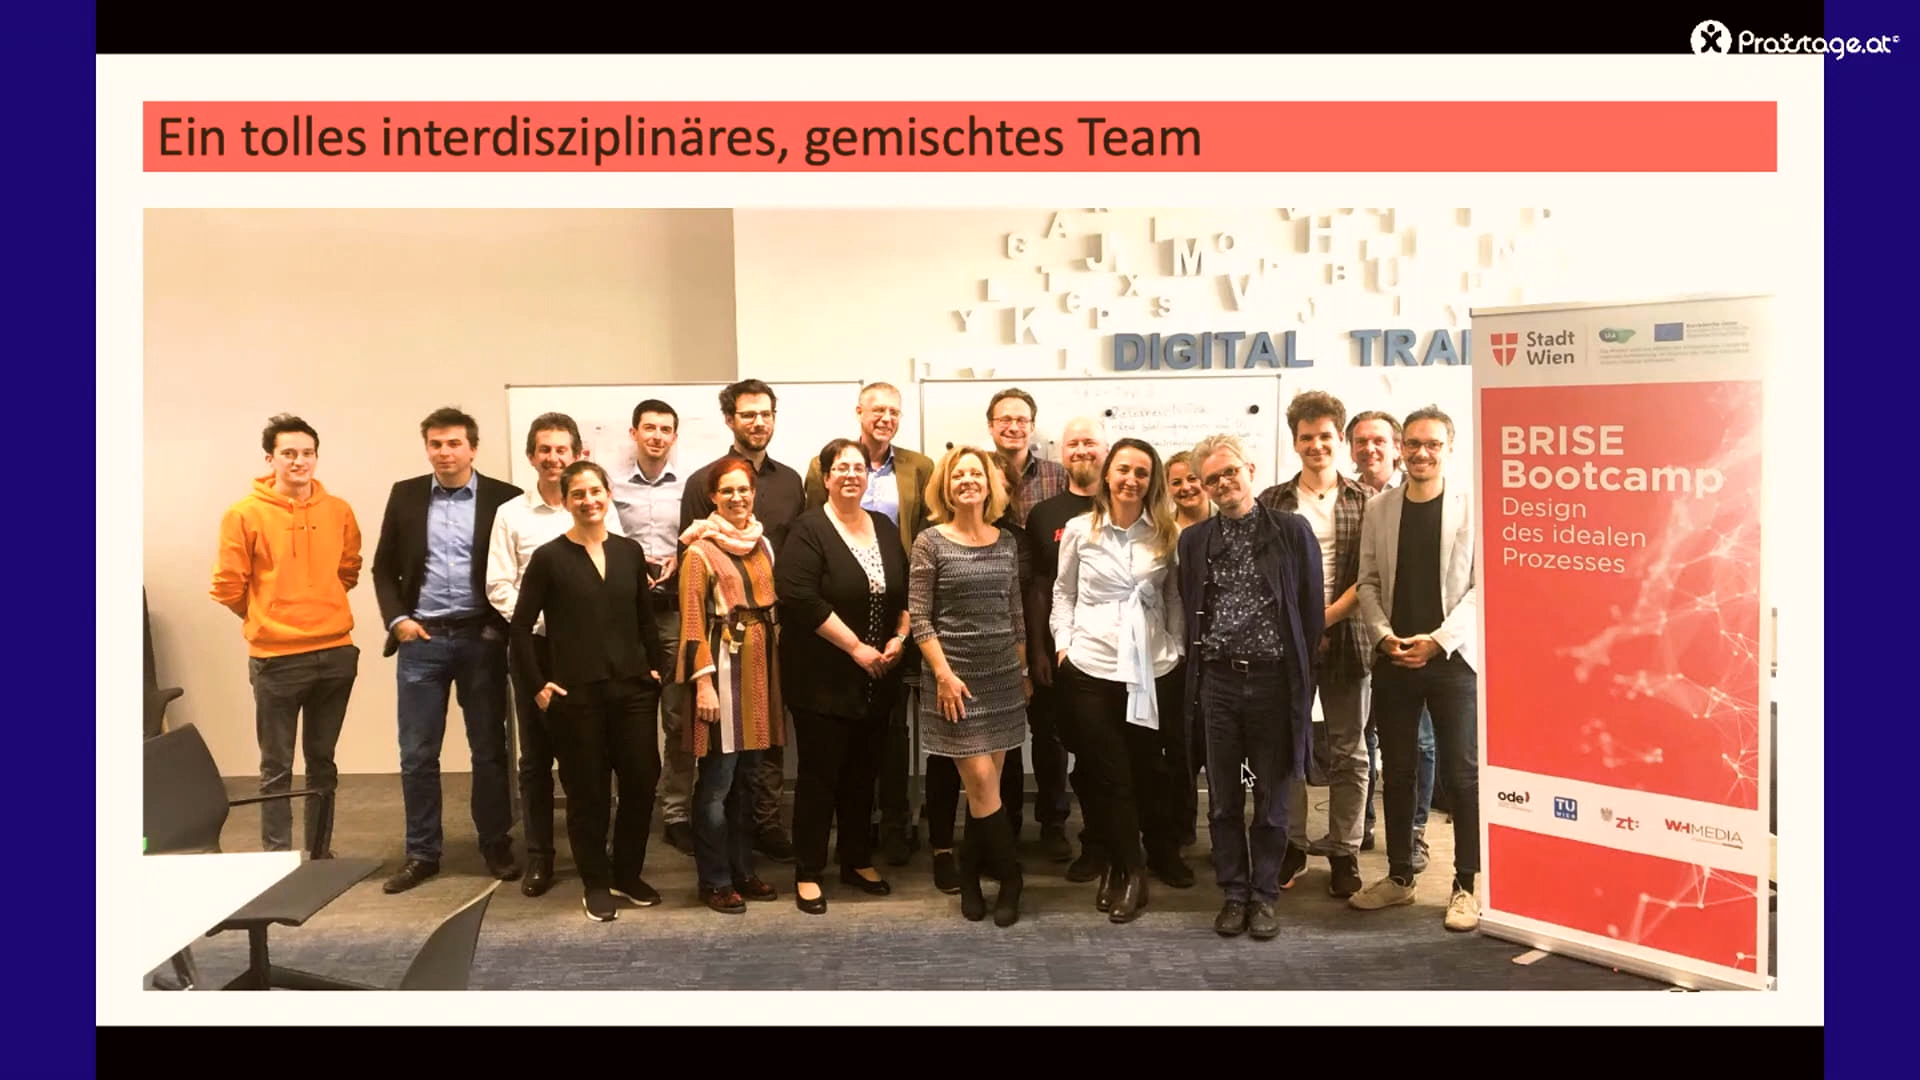 Praxistage.at
Ein tolles interdisziplinäres, gemischtes Team
DIGITAL TRA
Stadt
Wien
BRISE
Bootcamp
Design
des idealen
Prozesses
ode
TU
WIEN
zt:
WHMEDIA